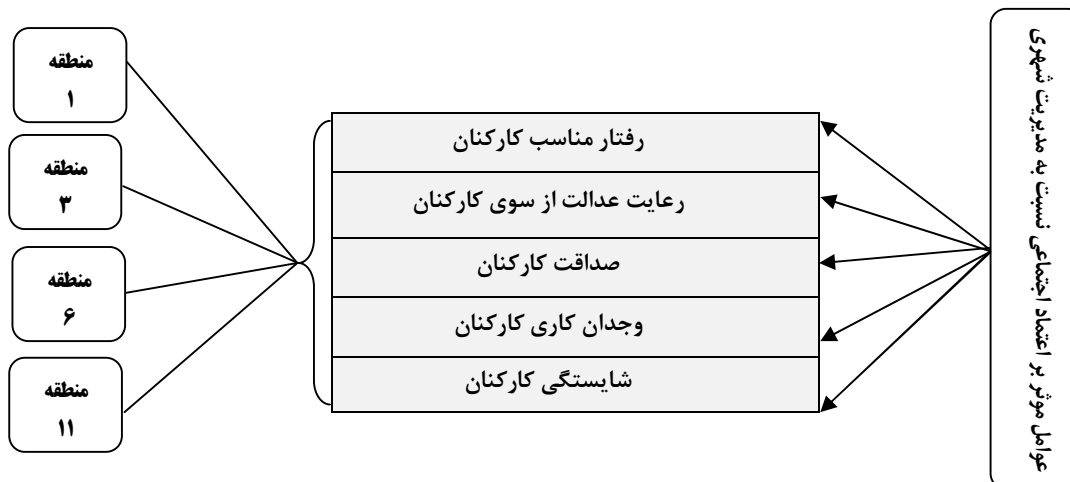 عوامل موثر بر اعتماد اجتماعی نسبت به مدیریت شهری
رفتار مناسب کارکنان
رعایت عدالت از سوی کارکنان
صداقت کارکنان
وجدان کاری کارکنان
شایستگی کارکنان
منطقه
۱
منطقه
۳
منطقه
۶
منطقه
۱۱